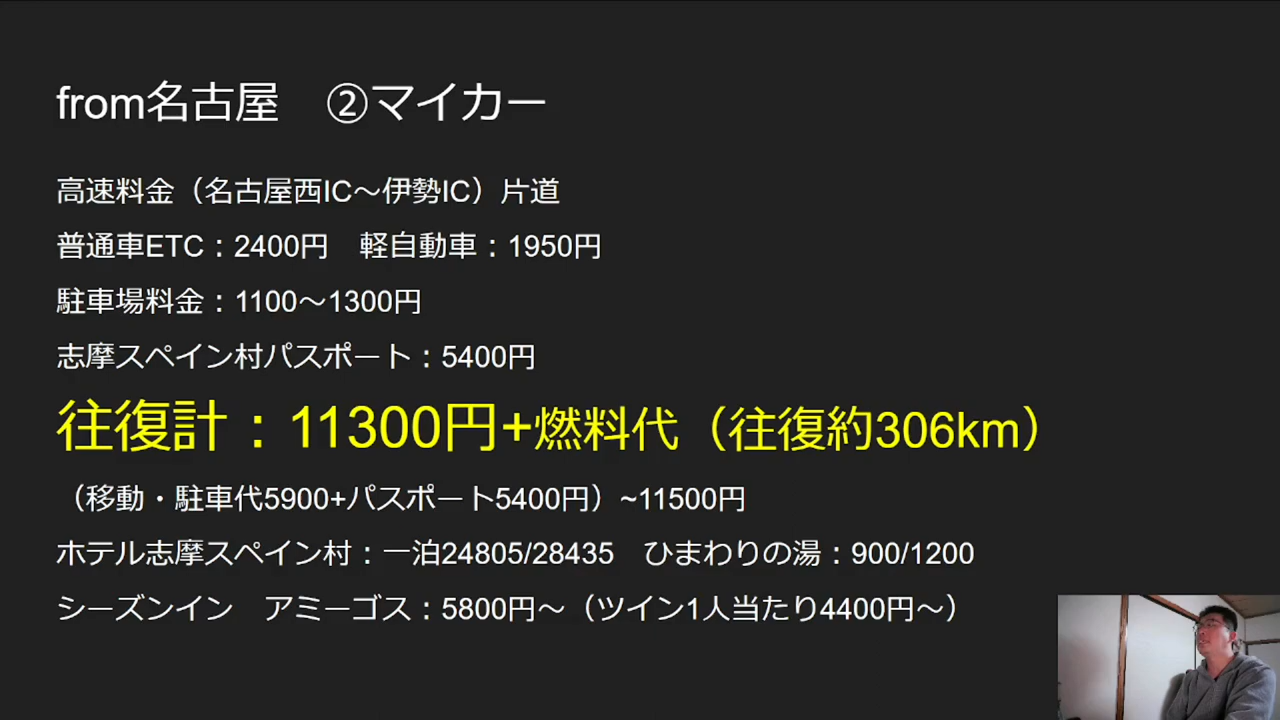 from名古屋　②マイカー
高速料金（名古屋西IC～伊勢IC）片道
普通車ETC：2400円　軽自動車：1950円
駐車場料金：1100～1300円
志摩スペイン村パスポート：5400円
往復計：11300円+燃料代（往復約306km）
（移動・駐車代5900+パスポート5400円）~11500円
ホテル志摩スペイン村：一泊24805/28435　ひまわりの湯：900/1200
シーズンイン　アミーゴス：5800円～（ツイン1人当たり4400円～）